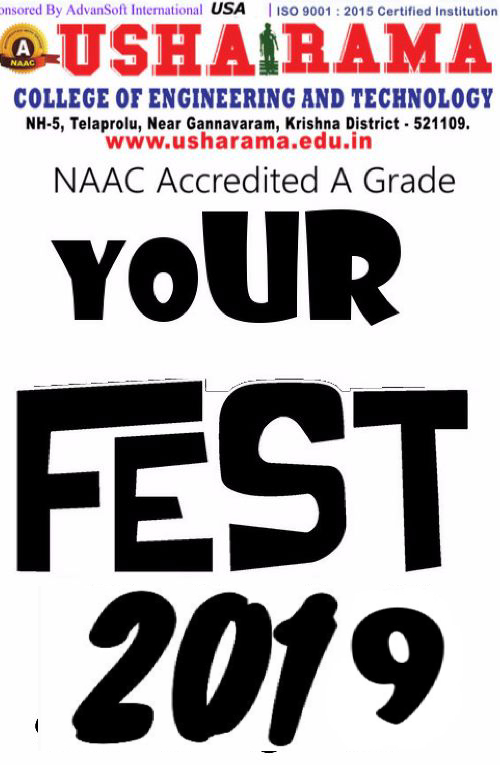 onsored By AdvanSoft International USA | ISO 9001 : 2015 Certified Institution
A NAAC
USHA RAMA
COLLEGE OF ENGINEERING AND TECHNOLOGY
NH-5, Telaprolu, Near Gannavaram, Krishna District - 521109.
www.usharama.edu.in
NAAC Accredited A Grade
YoUR
FEST
2019